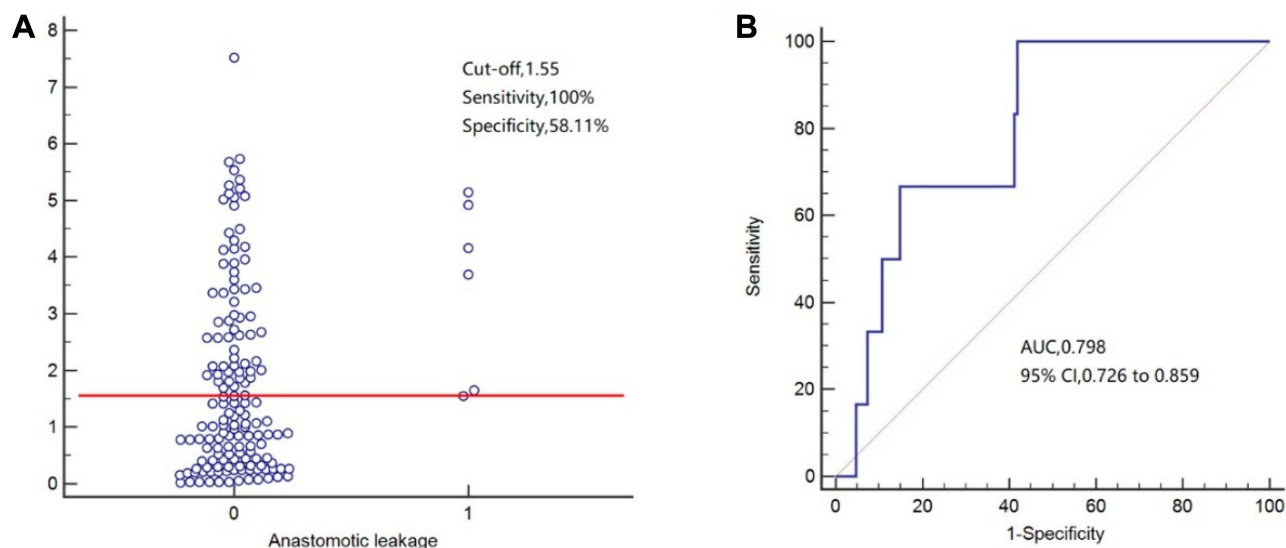 A
8
7
6
5
4
3
2
1
0
Cut-off,1.55
Sensitivity,100%
Specificity,58.11%
0 1
Anastomotic leakage
B
100
80
60
40
20
0
Sensitivity
AUC,0.798
95% CI,0.726 to 0.859
0 20 40 60 80 100
1-Specificity